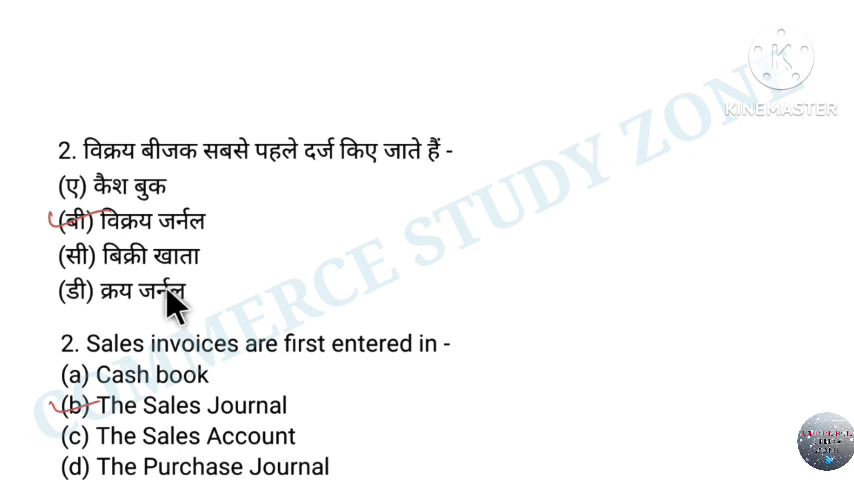 KINEMASTER
COMMERCE STUDY ZONE
2. विक्रय बीजक सबसे पहले दर्ज किए जाते हैं -
(ए) कैश बुक
(बी) विक्रय जर्नल
(सी) बिक्री खाता
(डी) क्रय जर्नल
2. Sales invoices are first entered in -
(a) Cash book
(b) The Sales Journal
(c) The Sales Account
(d) The Purchase Journal